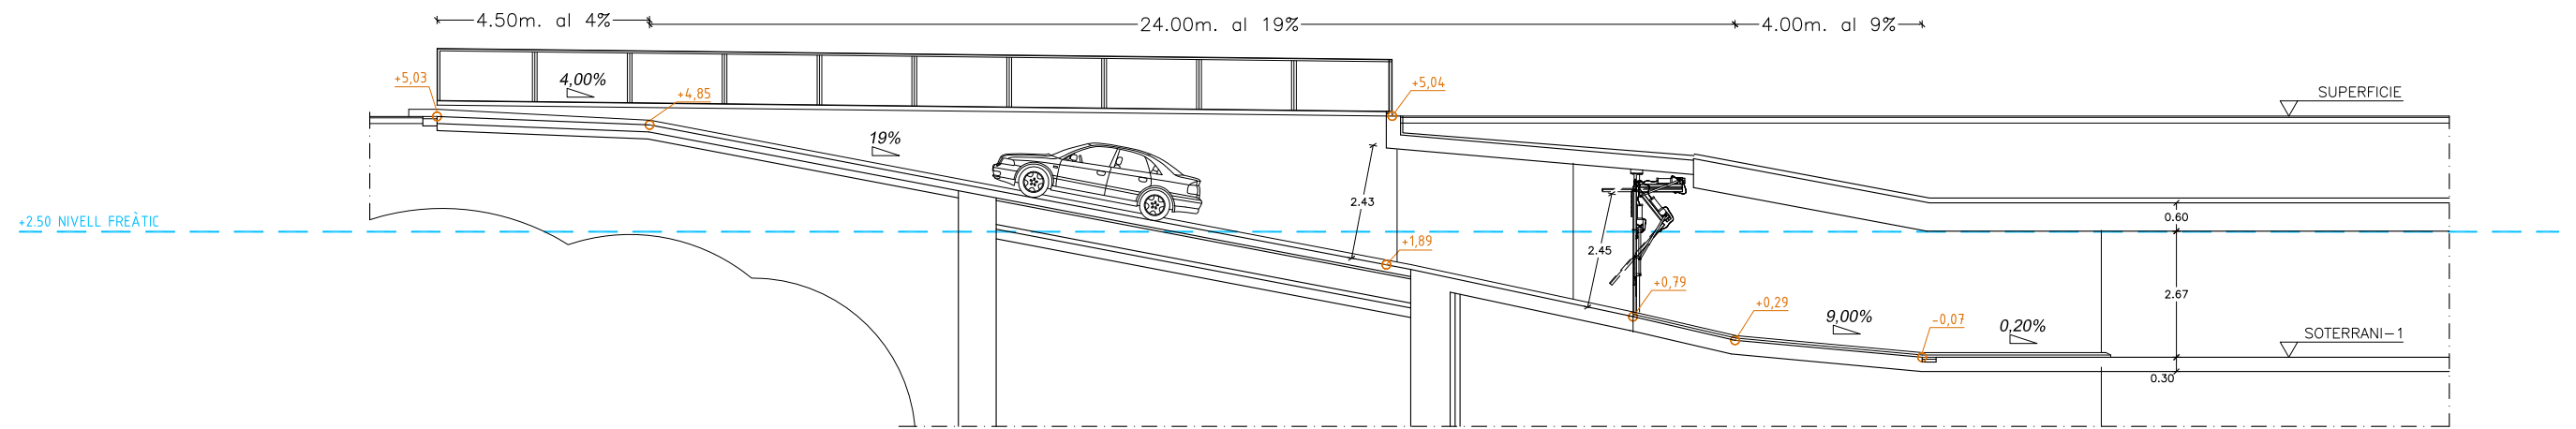 4.50m. al 4%
24.00m. al 19%
4.00m. al 9%
+5,03
4,00%
+4,85
+5,04
SUPERFICIE
19%
2.43
+2.50 NIVELL FREÀTIC
0.60
+1,89
2.45
+0,79
2.67
+0,29
9,00%
-0,07
0,20%
SOTERRANI-1
0.30